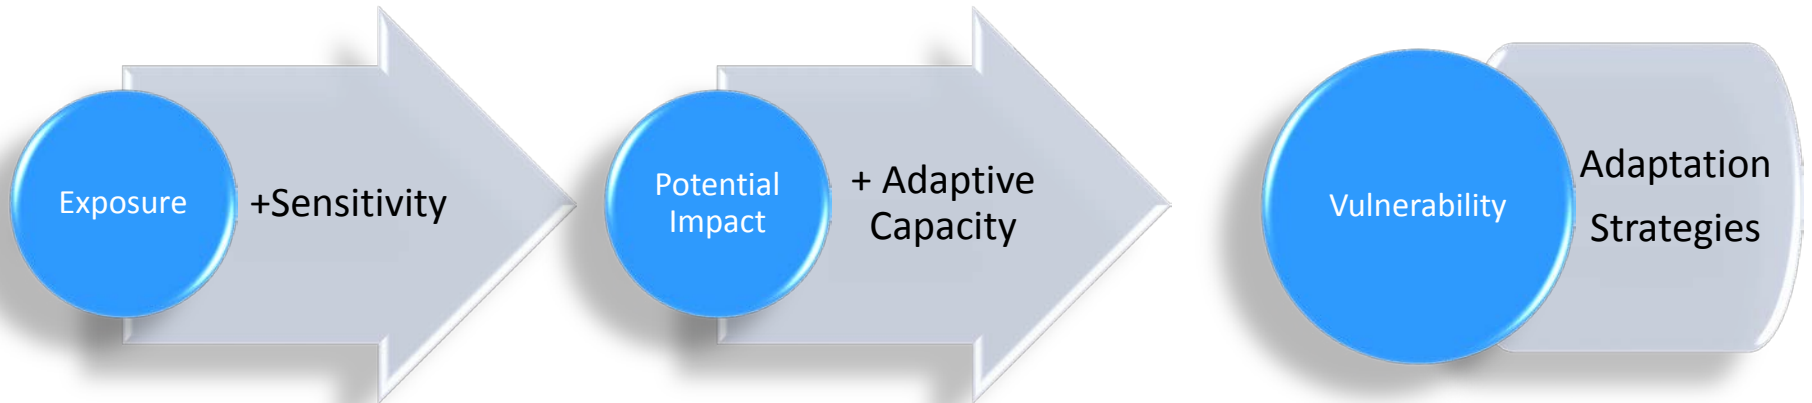 Exposure
+Sensitivity
Potential
Impact
+ Adaptive
Capacity
Vulnerability
Adaptation
Strategies